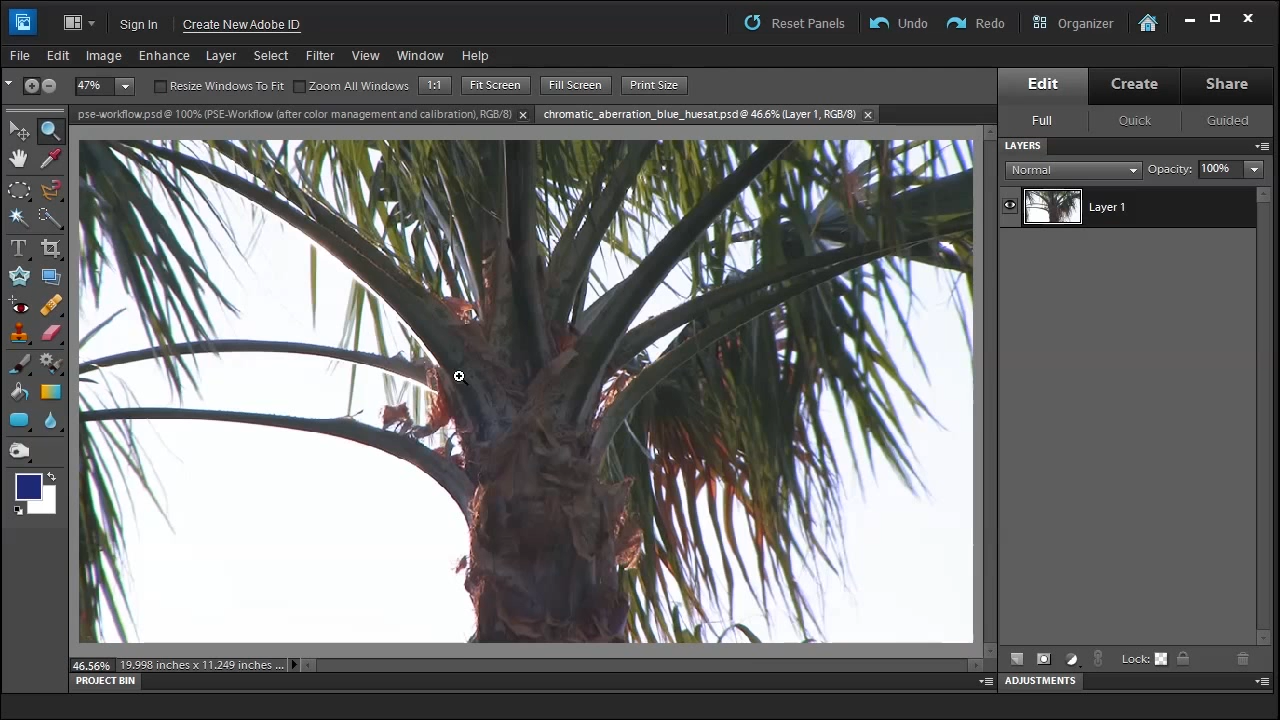 Sign In Create New Adobe ID Reset Panels Undo Redo Organizer
File Edit Image Enhance Layer Select Filter View Window Help
47% Resize Windows To Fit Zoom All Windows 1:1 Fit Screen Fill Screen Print Size
Edit Create Share
pse-workflow.psd @ 100% (PSE-Workflow (after color management and calibration), RGB/8) chromatic_aberration_blue_huesat.psd @ 46.6% (Layer 1, RGB/8)
Full Quick Guided
LAYERS
Normal Opacity: 100%
Layer 1
T
Lock:
46.56% 19.998 inches x 11.249 inches ...
PROJECT BIN ADJUSTMENTS